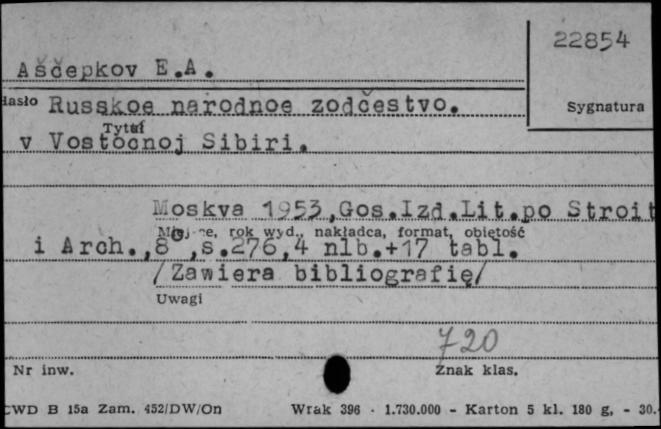 22854
Aščepkov E.A.
Hasło Russkoe narodnoe zodčestvo. Sygnatura
Tytuł
v Vostočnoj Sibiri.
Moskva 1953,Gos.Izd.Lit.po Stroit
Miejsce, rok wyd., nakładca, format, objętość
i Arch.,8°,s.276,4 nlb.+17 tabl.
/Zawiera bibliografię/
Uwagi
720
Nr inw. Znak klas.
CWD B 15a Zam. 452/DW/On Wrak 396 · 1.730.000 - Karton 5 kl. 180 g, - 30.